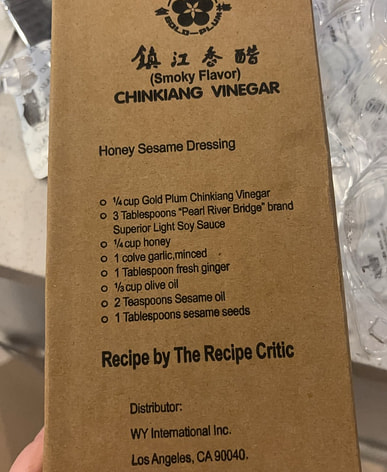 GOLD-PLUM
鎮江香醋
(Smoky Flavor)
CHINKIANG VINEGAR
Honey Sesame Dressing
¼ cup Gold Plum Chinkiang Vinegar
3 Tablespoons "Pearl River Bridge" brand
Superior Light Soy Sauce
¼ cup honey
1 colve garlic,minced
1 Tablespoon fresh ginger
⅓ cup olive oil
2 Teaspoons Sesame oil
1 Tablespoons sesame seeds
Recipe by The Recipe Critic
Distributor:
WY International Inc.
Los Angeles, CA 90040.